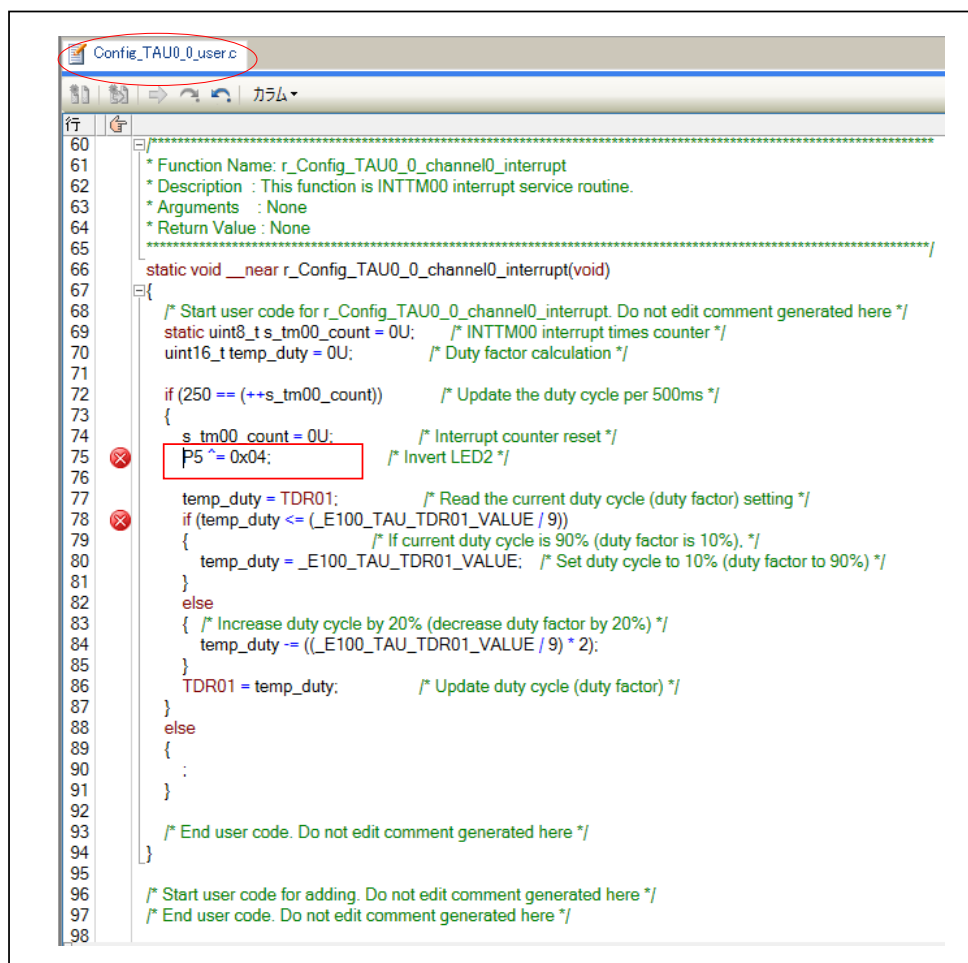 Config_TAU0_0_user.c
カラム
行
60 /***********************************************************************************************************************
61 * Function Name: r_Config_TAU0_0_channel0_interrupt
62 * Description : This function is INTTM00 interrupt service routine.
63 * Arguments : None
64 * Return Value : None
65 ***********************************************************************************************************************/
66 static void __near r_Config_TAU0_0_channel0_interrupt(void)
67 {
68 /* Start user code for r_Config_TAU0_0_channel0_interrupt. Do not edit comment generated here */
69 static uint8_t s_tm00_count = 0U; /* INTTM00 interrupt times counter */
70 uint16_t temp_duty = 0U; /* Duty factor calculation */
71
72 if (250 == (++s_tm00_count)) /* Update the duty cycle per 500ms */
73 {
74 s_tm00_count = 0U; /* Interrupt counter reset */
75 P5 ^= 0x04; /* Invert LED2 */
76
77 temp_duty = TDR01; /* Read the current duty cycle (duty factor) setting */
78 if (temp_duty <= (_E100_TAU_TDR01_VALUE / 9))
79 { /* If current duty cycle is 90% (duty factor is 10%), */
80 temp_duty = _E100_TAU_TDR01_VALUE; /* Set duty cycle to 10% (duty factor to 90%) */
81 }
82 else
83 { /* Increase duty cycle by 20% (decrease duty factor by 20%) */
84 temp_duty -= ((_E100_TAU_TDR01_VALUE / 9) * 2);
85 }
86 TDR01 = temp_duty; /* Update duty cycle (duty factor) */
87 }
88 else
89 {
90 ;
91 }
92
93 /* End user code. Do not edit comment generated here */
94 }
95
96 /* Start user code for adding. Do not edit comment generated here */
97 /* End user code. Do not edit comment generated here */
98